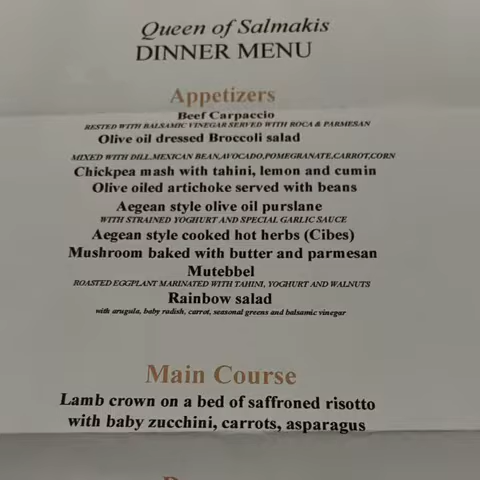 Queen of Salmakis
DINNER MENU
Appetizers
Beef Carpaccio
RESTED WITH BALSAMIC VINEGAR SERVED WITH ROCA & PARMESAN
Olive oil dressed Broccoli salad
MIXED WITH DILL,MEXICAN BEAN,AVOCADO,POMEGRANATE,CARROT,CORN
Chickpea mash with tahini, lemon and cumin
Olive oiled artichoke served with beans
Aegean style olive oil purslane
WITH STRAINED YOGHURT AND SPECIAL GARLIC SAUCE
Aegean style cooked hot herbs (Cibes)
Mushroom baked with butter and parmesan
Mutebbel
ROASTED EGGPLANT MARINATED WITH TAHINI, YOGHURT AND WALNUTS
Rainbow salad
with arugula, baby radish, carrot, seasonal greens and balsamic vinegar
Main Course
Lamb crown on a bed of saffroned risotto
with baby zucchini, carrots, asparagus